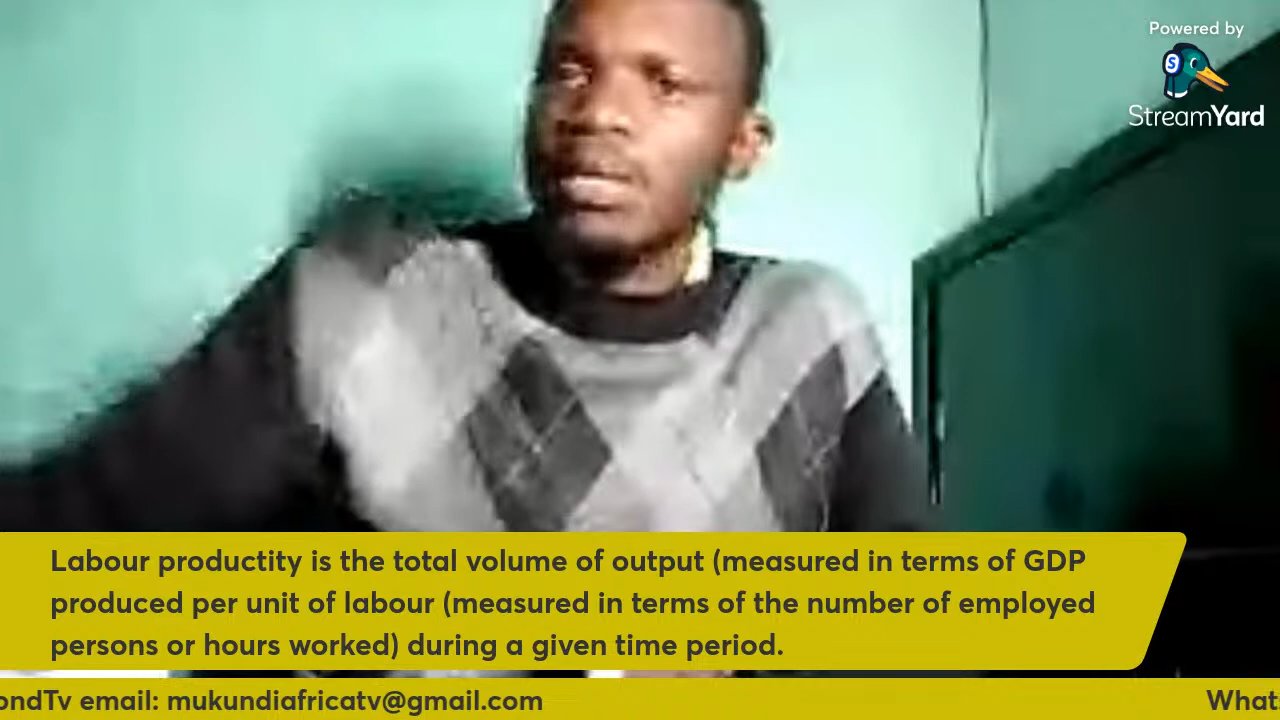 Powered by
StreamYard
Labour productity is the total volume of output (measured in terms of GDP
produced per unit of labour (measured in terms of the number of employed
persons or hours worked) during a given time period.
ondTv email: mukundiafricatv@gmail.com
What